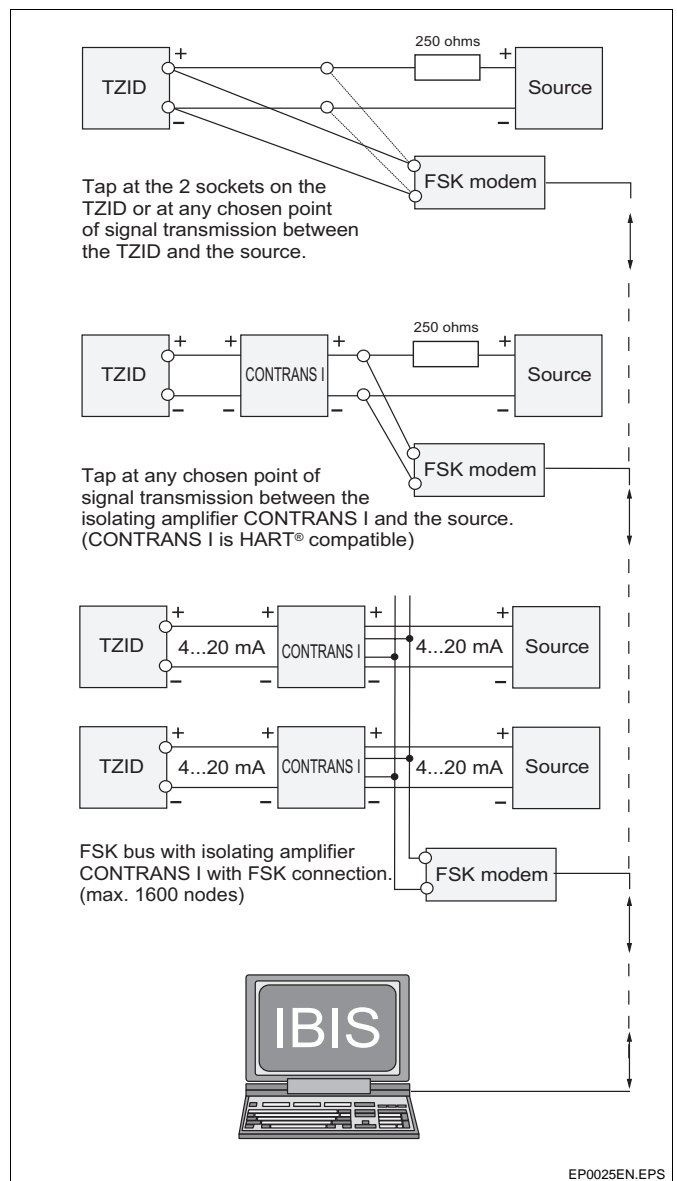 250 ohms
TZID
+
+
Source
–
–
FSK modem
Tap at the 2 sockets on the
TZID or at any chosen point
of signal transmission between
the TZID and the source.
250 ohms
TZID
+
+
CONTRANS I
+
+
Source
–
–
–
–
FSK modem
Tap at any chosen point of
signal transmission between the
isolating amplifier CONTRANS I and the source.
(CONTRANS I is HART® compatible)
TZID
+
4...20 mA
+
CONTRANS I
+
4...20 mA
+
Source
–
–
–
–
TZID
+
4...20 mA
+
CONTRANS I
+
4...20 mA
+
Source
–
–
–
–
FSK bus with isolating amplifier
CONTRANS I with FSK connection.
(max. 1600 nodes)
FSK modem
IBIS
EP0025EN.EPS